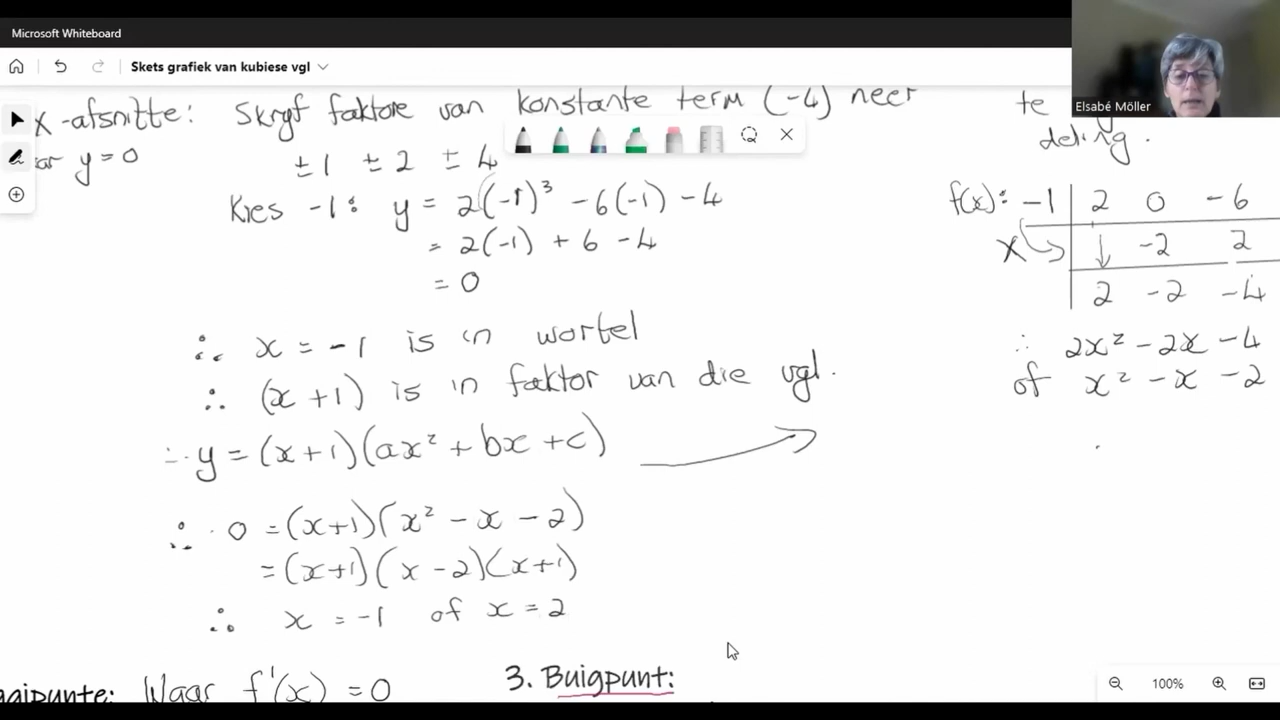 Microsoft Whiteboard
Skets grafiek van kubiese vgl
Elsabé Möller
x-afsnitte: Skryf faktore van konstante term (-4) neer
y = 0
± 1 ± 2 ± 4
Kies -1: y = 2(-1)³ - 6(-1) - 4
= 2(-1) + 6 - 4
= 0
∴ x = -1 is 'n wortel
∴ (x + 1) is 'n faktor van die vgl.
∴ y = (x + 1)(ax² + bx + c)
∴ 0 = (x+1)(x² - x - 2)
= (x+1)(x - 2)(x+1)
∴ x = -1 of x = 2
te
deling.
f(x): -1 | 2 0 - 6
x ↓ -2 2
2 -2 -4
∴ 2x² - 2x - 4
of x² - x - 2
Waar f'(x) = 0
3. Buigpunt:
100%